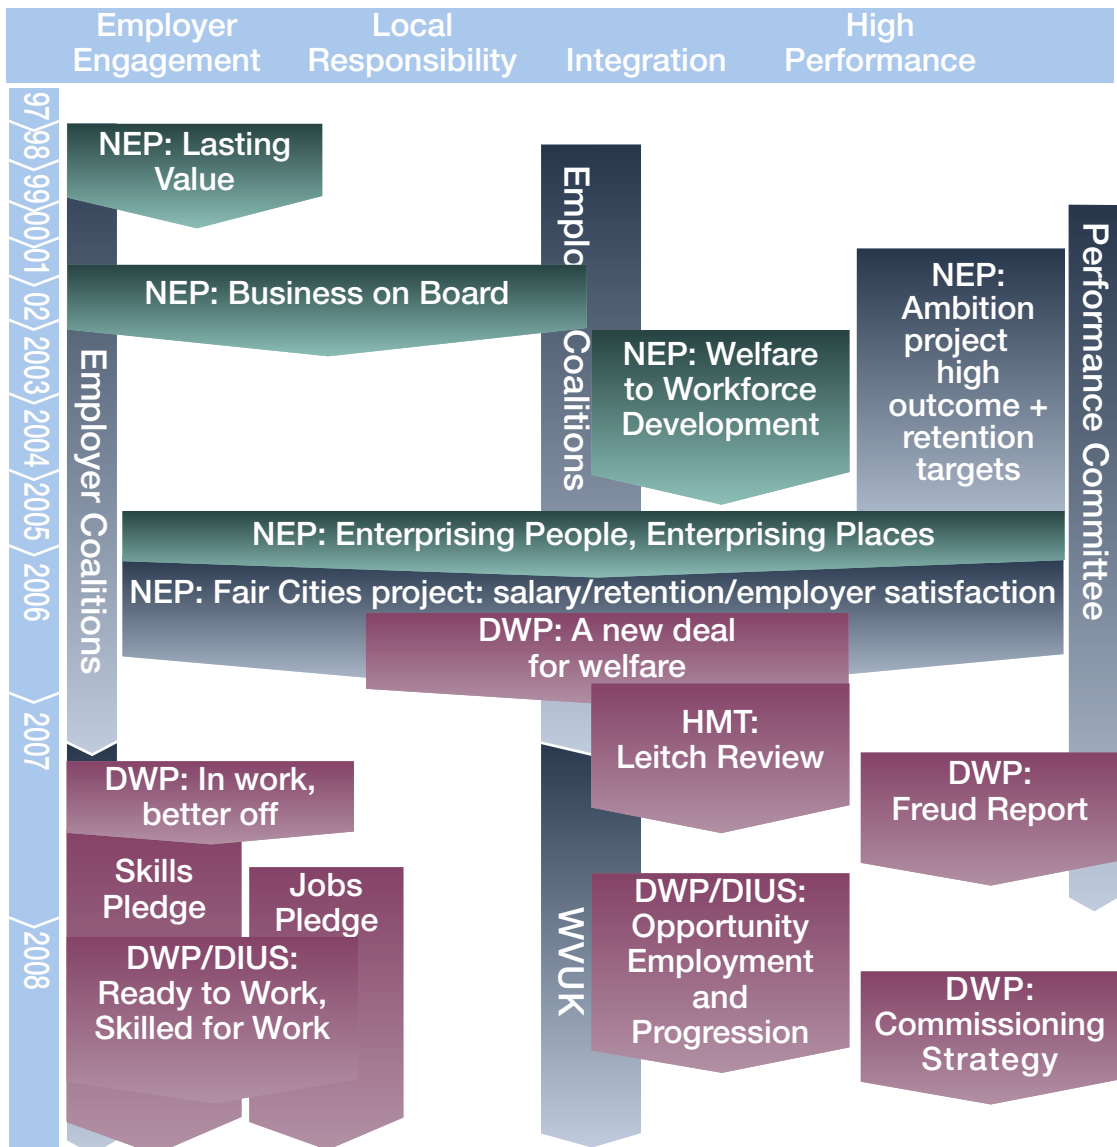 Employer
Engagement
Local
Responsibility
Integration
High
Performance
97
98
99
00
01
02
2003
2004
2005
2006
2007
2008
NEP: Lasting
Value
Employer Coalitions
NEP: Business on Board
Emplo
Coalitions
NEP: Welfare
to Workforce
Development
NEP:
Ambition
project
high
outcome +
retention
targets
Performance Committee
NEP: Enterprising People, Enterprising Places
NEP: Fair Cities project: salary/retention/employer satisfaction
DWP: A new deal
for welfare
HMT:
Leitch Review
DWP: In work,
better off
DWP:
Freud Report
Skills
Pledge
Jobs
Pledge
DWP/DIUS:
Ready to Work,
Skilled for Work
WVUK
DWP/DIUS:
Opportunity
Employment
and
Progression
DWP:
Commissioning
Strategy